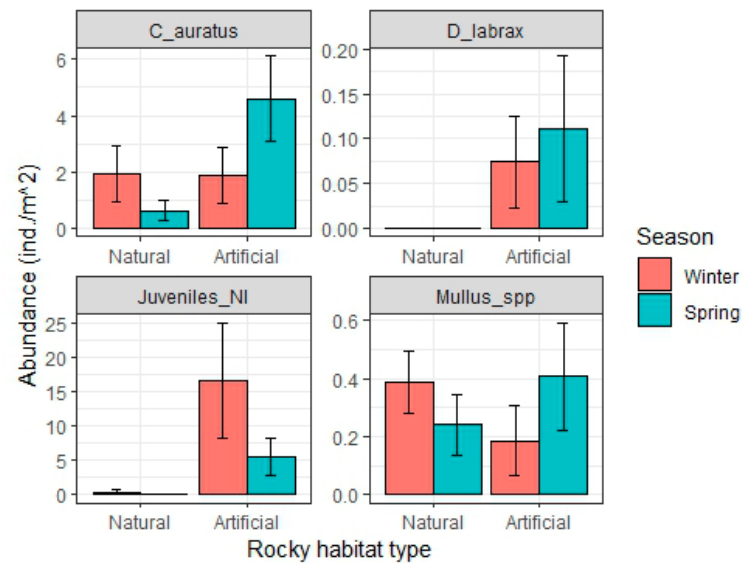 C_auratus
D_labrax
6
4
2
0
0.20
0.15
0.10
0.05
0.00
Natural
Artificial
Natural
Artificial
Abundance (ind./m^2)
Juveniles_NI
Mullus_spp
25
20
15
10
5
0
0.6
0.4
0.2
0.0
Natural
Artificial
Natural
Artificial
Rocky habitat type
Season
Winter
Spring